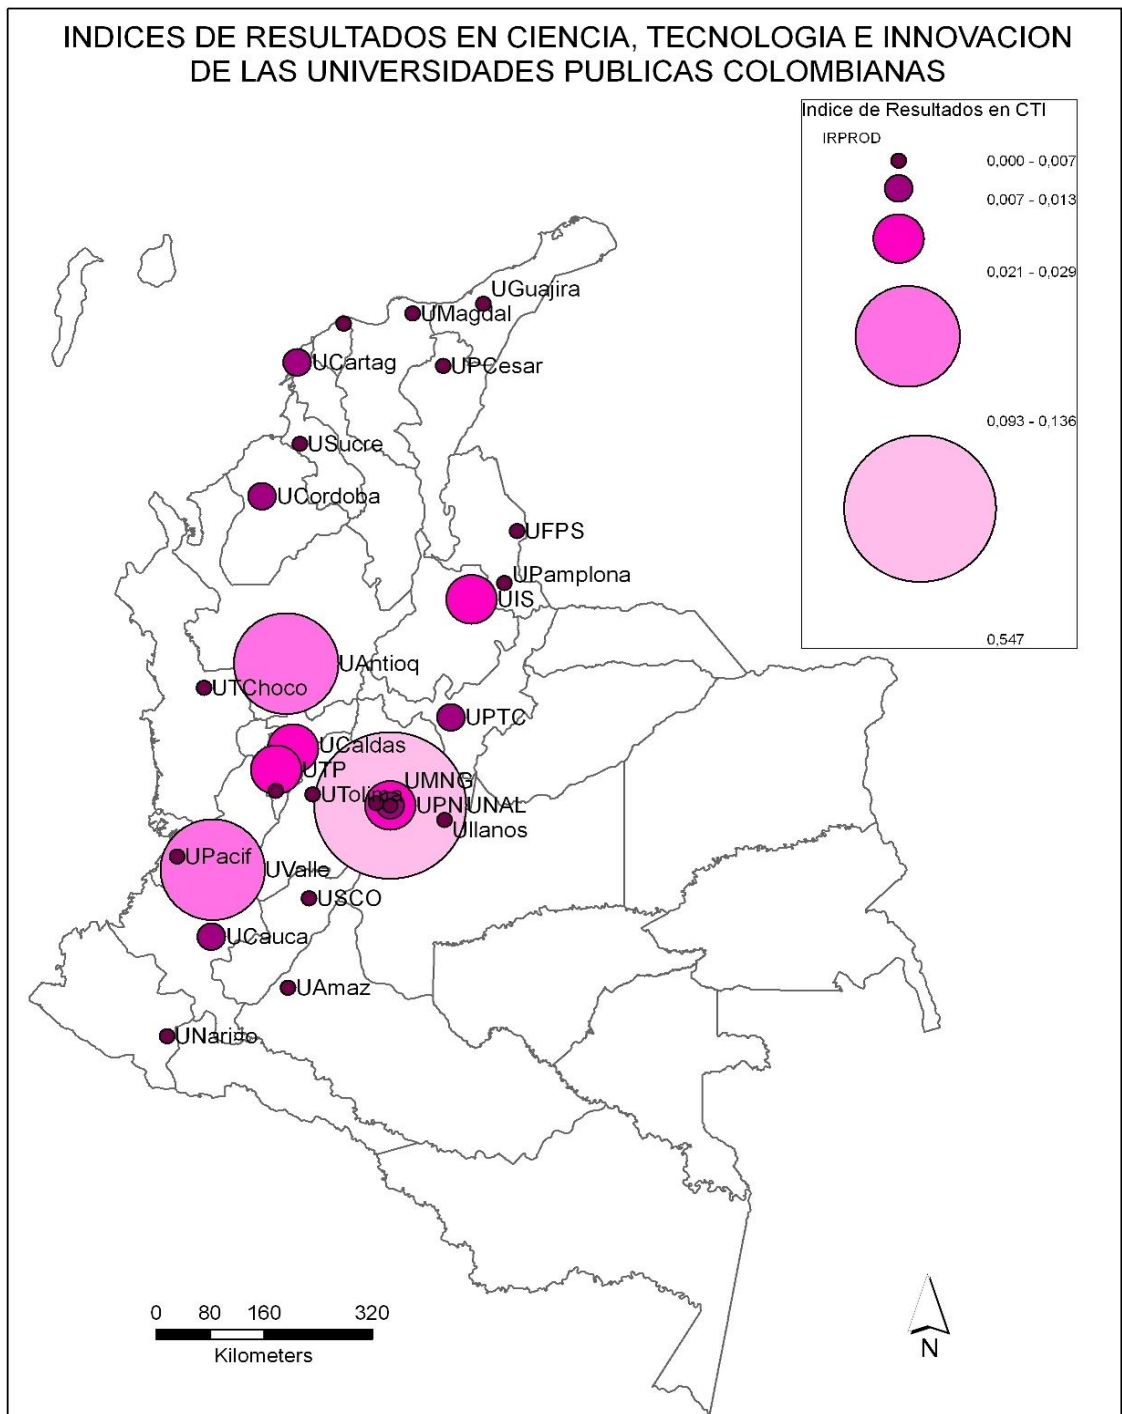 INDICES DE RESULTADOS EN CIENCIA, TECNOLOGIA E INNOVACION
DE LAS UNIVERSIDADES PUBLICAS COLOMBIANAS
Indice de Resultados en CTI
IRPROD
0,000 - 0,007
0,007 - 0,013
0,021 - 0,029
0,093 - 0,136
0,547
UGuajira
UMagdal
UCartag
UPCesar
USucre
UCordoba
UFPS
UPamplona
UIS
UAntioq
UTChoco
UPTC
UCaldas
UTP
UMNG
UTolima
UPNUNAL
Ullanos
UPacif
UValle
USCO
UCauca
UAmaz
UNarino
0 80 160 320
Kilometers
N